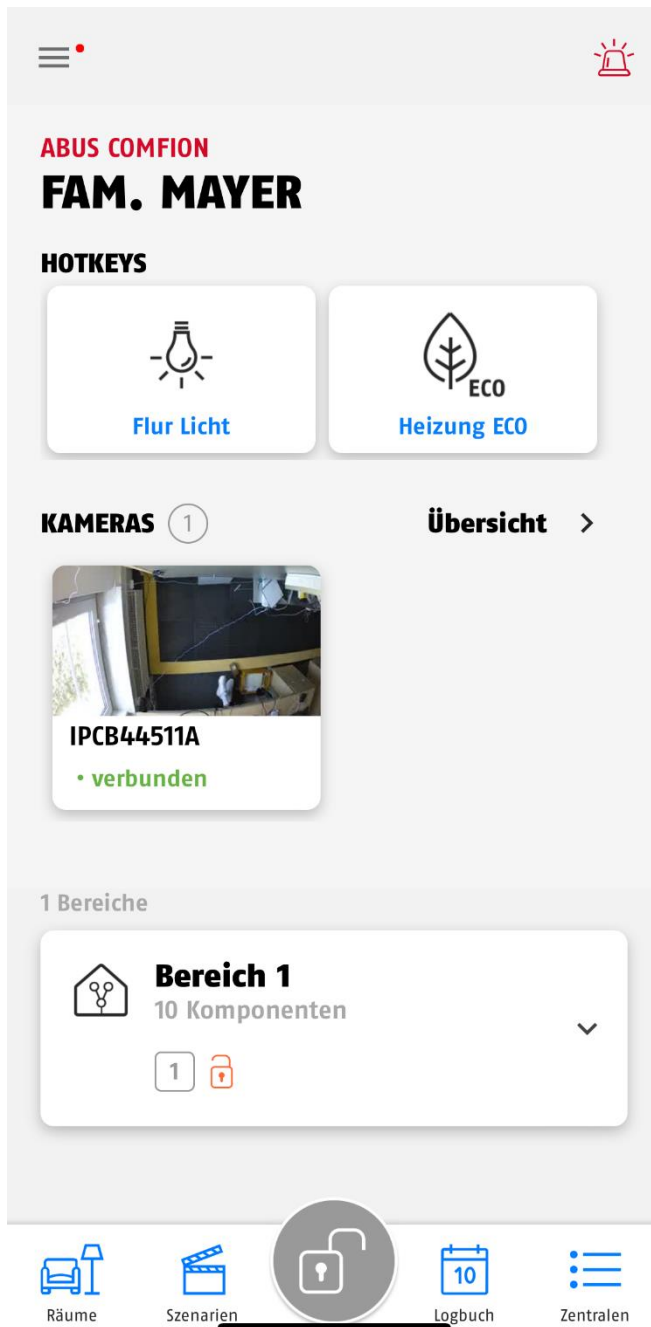 ABUS COMFION
FAM. MAYER
HOTKEYS
Flur Licht
ECO
Heizung ECO
KAMERAS 1
Übersicht >
IPCB44511A
• verbunden
1 Bereiche
Bereich 1
10 Komponenten
1
10
Räume
Szenarien
Logbuch
Zentralen